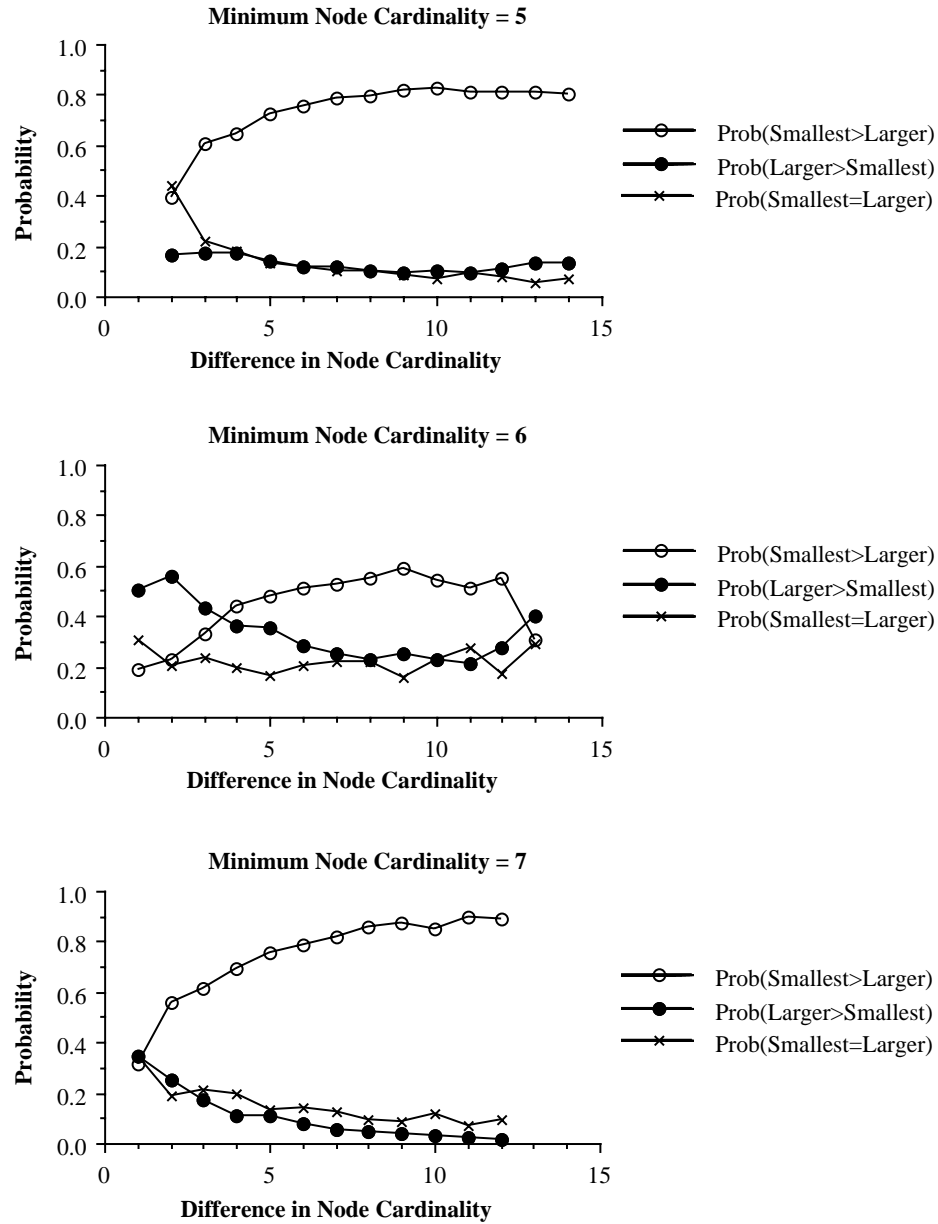 Minimum Node Cardinality = 5
1.0
0.8
0.6
0.4
0.2
0.0
Probability
0 5 10 15
Difference in Node Cardinality
Prob(Smallest>Larger)
Prob(Larger>Smallest)
Prob(Smallest=Larger)
Minimum Node Cardinality = 6
1.0
0.8
0.6
0.4
0.2
0.0
Probability
0 5 10 15
Difference in Node Cardinality
Prob(Smallest>Larger)
Prob(Larger>Smallest)
Prob(Smallest=Larger)
Minimum Node Cardinality = 7
1.0
0.8
0.6
0.4
0.2
0.0
Probability
0 5 10 15
Difference in Node Cardinality
Prob(Smallest>Larger)
Prob(Larger>Smallest)
Prob(Smallest=Larger)